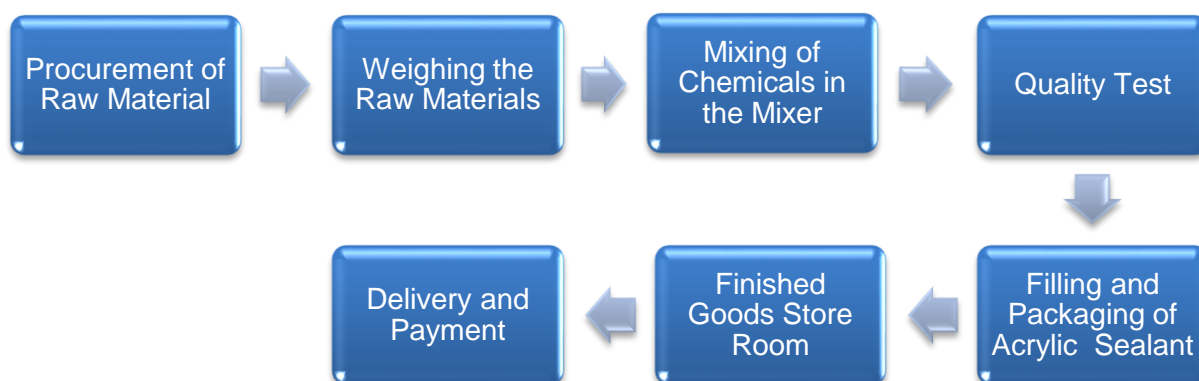 Procurement of
Raw Material
Weighing the
Raw Materials
Mixing of
Chemicals in
the Mixer
Quality Test
Filling and
Packaging of
Acrylic Sealant
Finished
Goods Store
Room
Delivery and
Payment